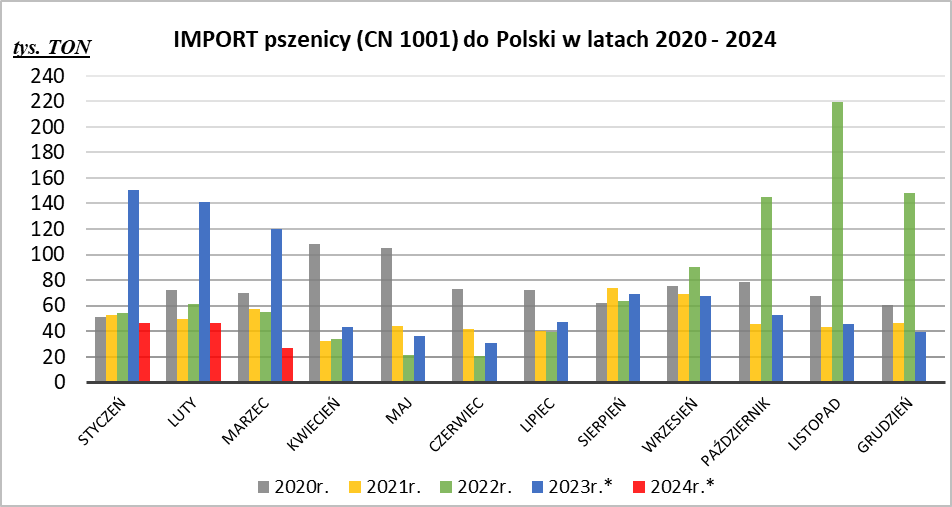 IMPORT pszenicy (CN 1001) do Polski w latach 2020 - 2024
tys. TON
240
220
200
180
160
140
120
100
80
60
40
20
0
STYCZEŃ
LUTY
MARZEC
KWIECIEŃ
MAJ
CZERWIEC
LIPIEC
SIERPIEŃ
WRZESIEŃ
PAŹDZIERNIK
LISTOPAD
GRUDZIEŃ
2020r. 2021r. 2022r. 2023r.* 2024r.*